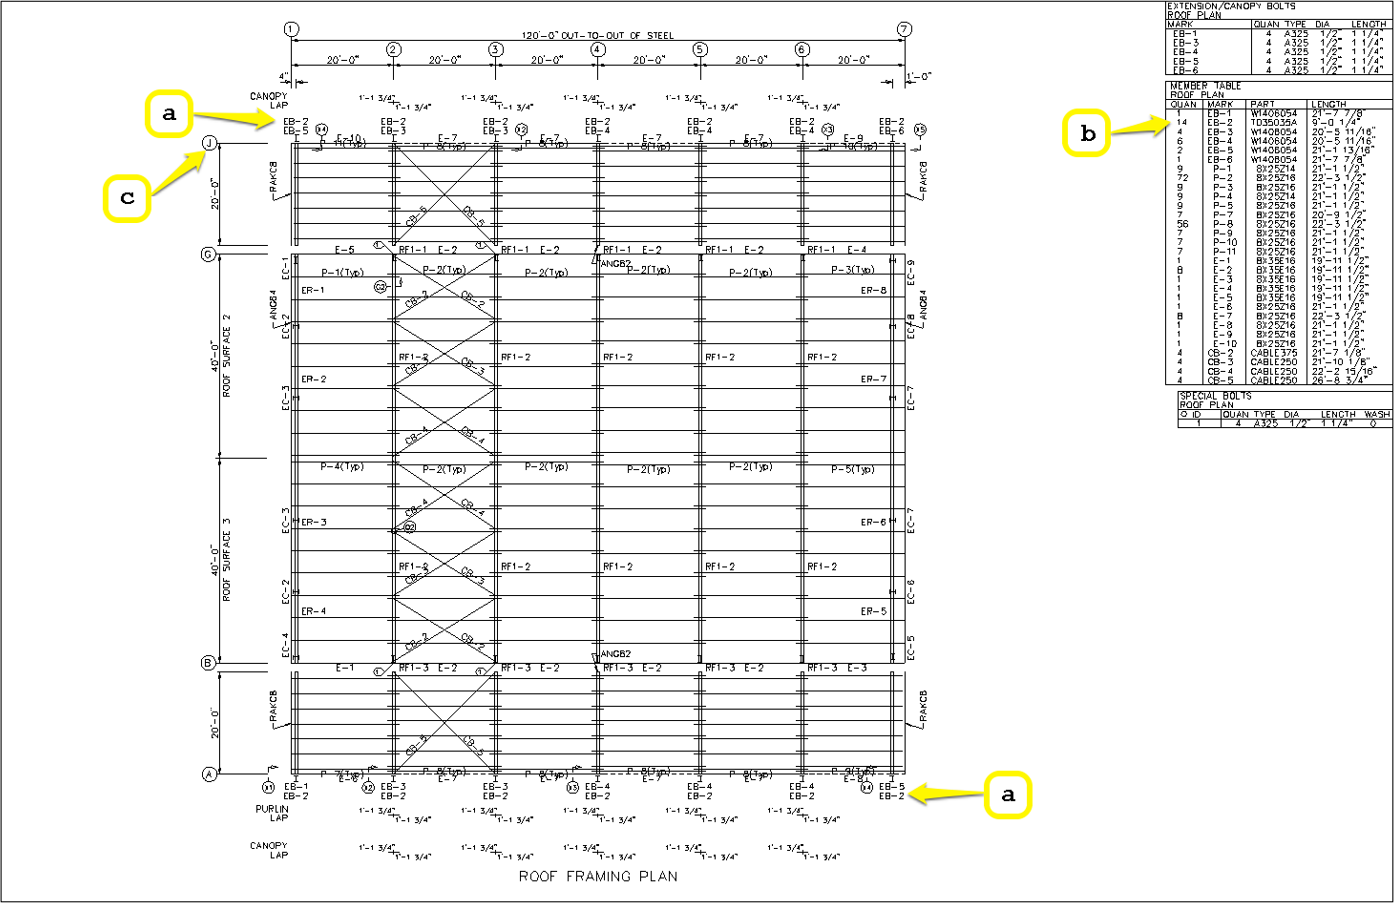 EXTENSION/CANOPY BOLTS
ROOF PLAN
MARK QUAN TYPE DIA LENGTH
EB-1 4 A325 1/2" 1 1/4"
EB-3 4 A325 1/2" 1 1/4"
EB-4 4 A325 1/2" 1 1/4"
EB-5 4 A325 1/2" 1 1/4"
EB-6 4 A325 1/2" 1 1/4"
MEMBER TABLE
ROOF PLAN
QUAN MARK PART LENGTH
1 EB-1 W140B054 21'-7 7/8"
14 EB-2 TD35035A 9'-0 1/4"
4 EB-3 W140B054 20'-5 11/16"
6 EB-4 W140B054 20'-5 11/16"
2 EB-5 W140B054 21'-1 13/16"
1 EB-6 W140B054 21'-7 7/8"
9 P-1 8X25Z14 21'-1 1/2"
72 P-2 8X25Z16 22'-3 1/2"
9 P-3 8X25Z16 21'-1 1/2"
9 P-4 8X25Z14 21'-1 1/2"
9 P-5 8X25Z16 21'-1 1/2"
7 P-7 8X25Z16 20'-9 1/2"
56 P-8 8X25Z16 22'-3 1/2"
7 P-9 8X25Z16 21'-1 1/2"
7 P-10 8X25Z16 21'-1 1/2"
7 P-11 8X25Z16 21'-1 1/2"
1 E-1 8X35E16 19'-11 1/2"
8 E-2 8X35E16 19'-11 1/2"
1 E-3 8X35E16 19'-11 1/2"
1 E-4 8X35E16 19'-11 1/2"
1 E-5 8X35E16 19'-11 1/2"
1 E-6 8X25Z16 21'-1 1/2"
8 E-7 8X25Z16 22'-3 1/2"
1 E-8 8X25Z16 21'-1 1/2"
1 E-9 8X25Z16 21'-1 1/2"
1 E-10 8X25Z16 21'-1 1/2"
4 CB-2 CABLE375 21'-7 1/8"
4 CB-3 CABLE250 21'-10 1/8"
4 CB-4 CABLE250 22'-2 15/16"
4 CB-5 CABLE250 26'-8 3/4"
SPECIAL BOLTS
ROOF PLAN
O ID QUAN TYPE DIA LENGTH WASH
1 4 A325 1/2" 1 1/4" 0
1 7
120'-0" OUT-TO-OUT OF STEEL
2 3 4 5 6
20'-0" 20'-0" 20'-0" 20'-0" 20'-0" 20'-0"
4" 1'-0"
CANOPY LAP 1'-1 3/4" 1'-1 3/4" 1'-1 3/4" 1'-1 3/4" 1'-1 3/4"
1'-1 3/4" 1'-1 3/4" 1'-1 3/4" 1'-1 3/4" 1'-1 3/4"
a
b
c
EB-2 EB-2 EB-2 EB-2 EB-2 EB-2 EB-2
EB-5 EB-3 EB-3 EB-4 EB-4 EB-4 EB-6
E-10 E-7 E-7 E-7 E-7 E-9
J
P-11(Typ) P-8(Typ) P-8(Typ) P-8(Typ) P-8(Typ) P-10(Typ)
20'-0" RAKCB CB-5 CB-5 RAKCB
E-5 1 1 RF1-1 E-2 RF1-1 E-2 RF1-1 E-2 RF1-1 E-4
G
ANGB2
EC-1 P-1(Typ) P-2(Typ) P-2(Typ) P-2(Typ) P-2(Typ) P-3(Typ) EC-9
ER-1 CB-2 CB-2 ER-8
ANGB4 ANGB4
EC-2 EC-8
40'-0" ROOF SURFACE 2
RF1-2 RF1-2 RF1-2 RF1-2 RF1-2
CB-3 CB-3
ER-2 ER-7
EC-3 EC-7
CB-4 CB-4
P-4(Typ) P-2(Typ) P-2(Typ) P-2(Typ) P-2(Typ) P-5(Typ)
CB-4 CB-4
EC-3 ER-3 ER-6 EC-7
40'-0" ROOF SURFACE 3
RF1-2 RF1-2 RF1-2 RF1-2 RF1-2
CB-3 CB-3
EC-2 EC-6
ER-4 ER-5
EC-4 CB-2 CB-2 EC-5
ANGB2
B
E-1 1 RF1-3 E-2 1 RF1-3 E-2 RF1-3 E-2 RF1-3 E-2 RF1-3 E-3
20'-0" RAKCB CB-5 CB-5 RAKCB
A
P-7(Typ) P-8(Typ) P-8(Typ) P-8(Typ) P-8(Typ) P-9(Typ)
E-6 E-7 E-7 E-7 E-7 E-8
EB-1 EB-3 EB-3 EB-4 EB-4 EB-4 EB-5
EB-2 EB-2 EB-2 EB-2 EB-2 EB-2 EB-2
a
PURLIN LAP 1'-1 3/4" 1'-1 3/4" 1'-1 3/4" 1'-1 3/4" 1'-1 3/4"
1'-1 3/4" 1'-1 3/4" 1'-1 3/4" 1'-1 3/4" 1'-1 3/4"
CANOPY LAP 1'-1 3/4" 1'-1 3/4" 1'-1 3/4" 1'-1 3/4" 1'-1 3/4"
1'-1 3/4" 1'-1 3/4" 1'-1 3/4" 1'-1 3/4" 1'-1 3/4"
ROOF FRAMING PLAN